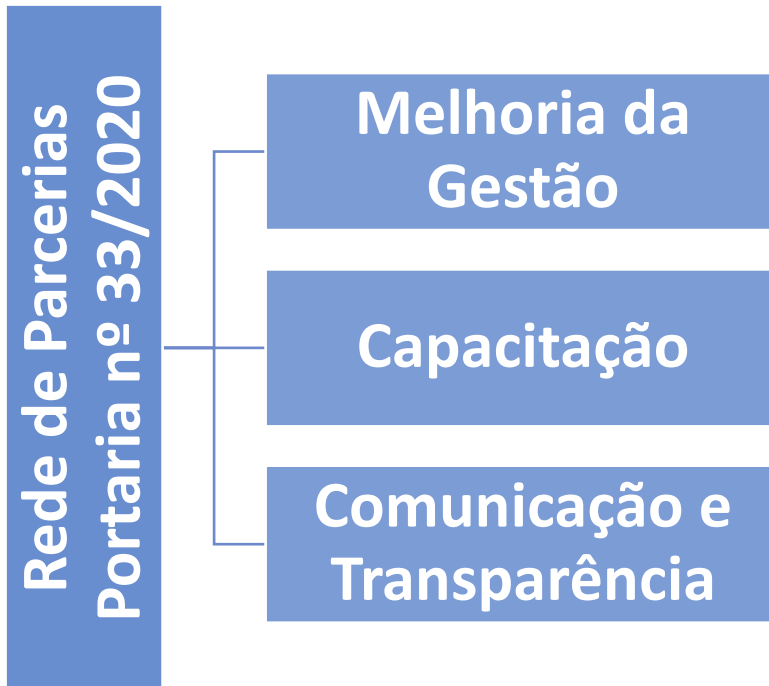 Rede de Parcerias
Portaria nº 33/2020
Melhoria da
Gestão
Capacitação
Comunicação e
Transparência